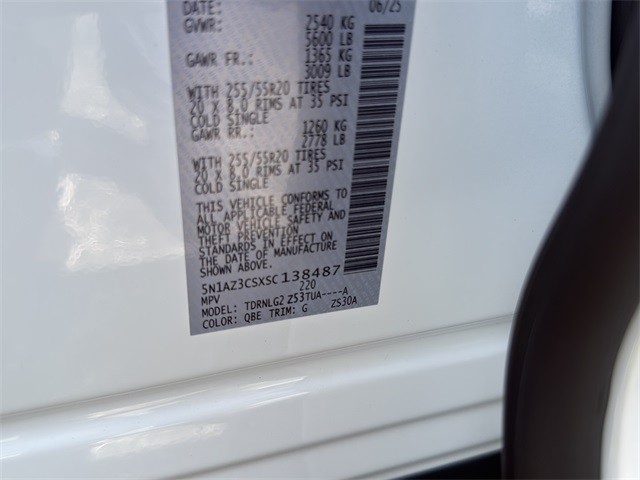 DATE: 06/25
GVWR: 2540 KG
5600 LB
GAWR FR.: 1365 KG
3009 LB
WITH 255/55R20 TIRES
20 X 8.0 RIMS AT 35 PSI
COLD SINGLE
GAWR RR.: 1260 KG
2778 LB
WITH 255/55R20 TIRES
20 X 8.0 RIMS AT 35 PSI
COLD SINGLE
THIS VEHICLE CONFORMS TO
ALL APPLICABLE FEDERAL
MOTOR VEHICLE SAFETY AND
THEFT PREVENTION
STANDARDS IN EFFECT ON
THE DATE OF MANUFACTURE
SHOWN ABOVE.
5N1AZ3CSXSC138487
MPV 220
MODEL: TDRNLG2 Z53TUA----A
COLOR: QBE TRIM: G ZS30A